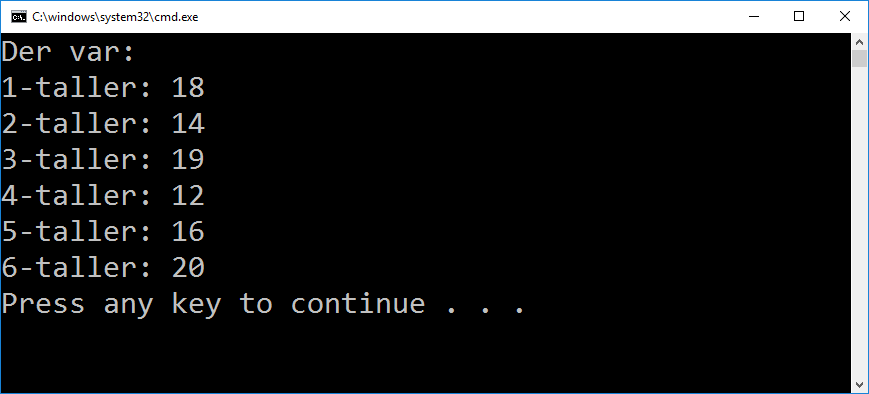 C:\windows\system32\cmd.exe
Der var:
1-taller: 18
2-taller: 14
3-taller: 19
4-taller: 12
5-taller: 16
6-taller: 20
Press any key to continue . . .